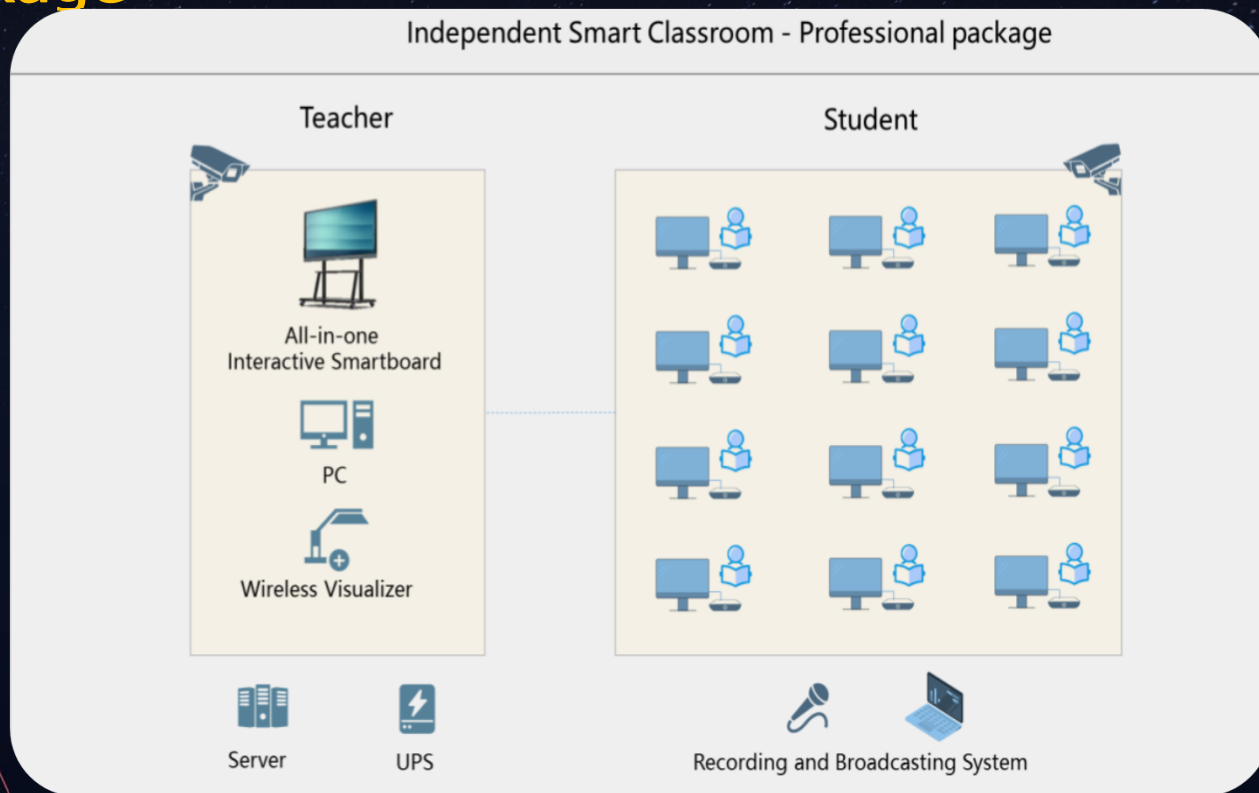 Independent Smart Classroom - Professional package
Teacher
Student
All-in-one
Interactive Smartboard
PC
Wireless Visualizer
Server
UPS
Recording and Broadcasting System